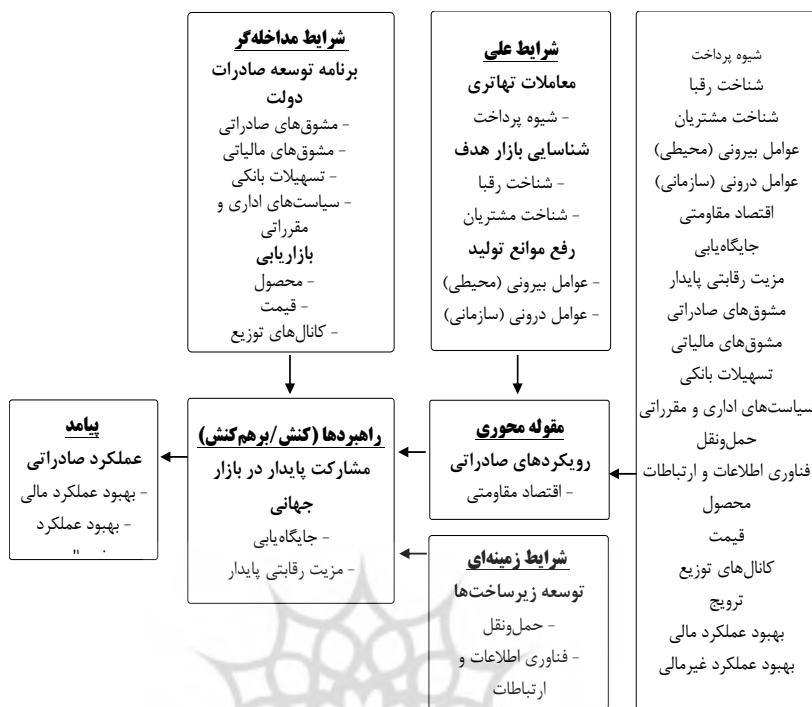 شیوه پرداخت
شناخت رقبا
شناخت مشتریان
عوامل بیرونی (محیطی)
عوامل درونی (سازمانی)
اقتصاد مقاومتی
جایگاه‌یابی
مزیت رقابتی پایدار
مشوق‌های صادراتی
مشوق‌های مالیاتی
تسهیلات بانکی
سیاست‌های اداری و مقرراتی
حمل‌ونقل
فناوری اطلاعات و ارتباطات
محصول
قیمت
کانال‌های توزیع
ترویج
بهبود عملکرد مالی
بهبود عملکرد غیرمالی
شرایط علی
معاملات تهاتری
- شیوه پرداخت
شناسایی بازار هدف
- شناخت رقبا
- شناخت مشتریان
رفع موانع تولید
- عوامل بیرونی (محیطی)
- عوامل درونی (سازمانی)
شرایط مداخله‌گر
برنامه توسعه صادرات
دولت
- مشوق‌های صادراتی
- مشوق‌های مالیاتی
- تسهیلات بانکی
- سیاست‌های اداری و
مقرراتی
بازاریابی
- محصول
- قیمت
- کانال‌های توزیع
مقوله محوری
رویکردهای صادراتی
- اقتصاد مقاومتی
شرایط زمینه‌ای
توسعه زیرساخت‌ها
- حمل‌ونقل
- فناوری اطلاعات و
ارتباطات
راهبردها (کنش/برهم‌کنش)
مشارکت پایدار در بازار
جهانی
- جایگاه‌یابی
- مزیت رقابتی پایدار
پیامد
عملکرد صادراتی
- بهبود عملکرد مالی
- بهبود عملکرد